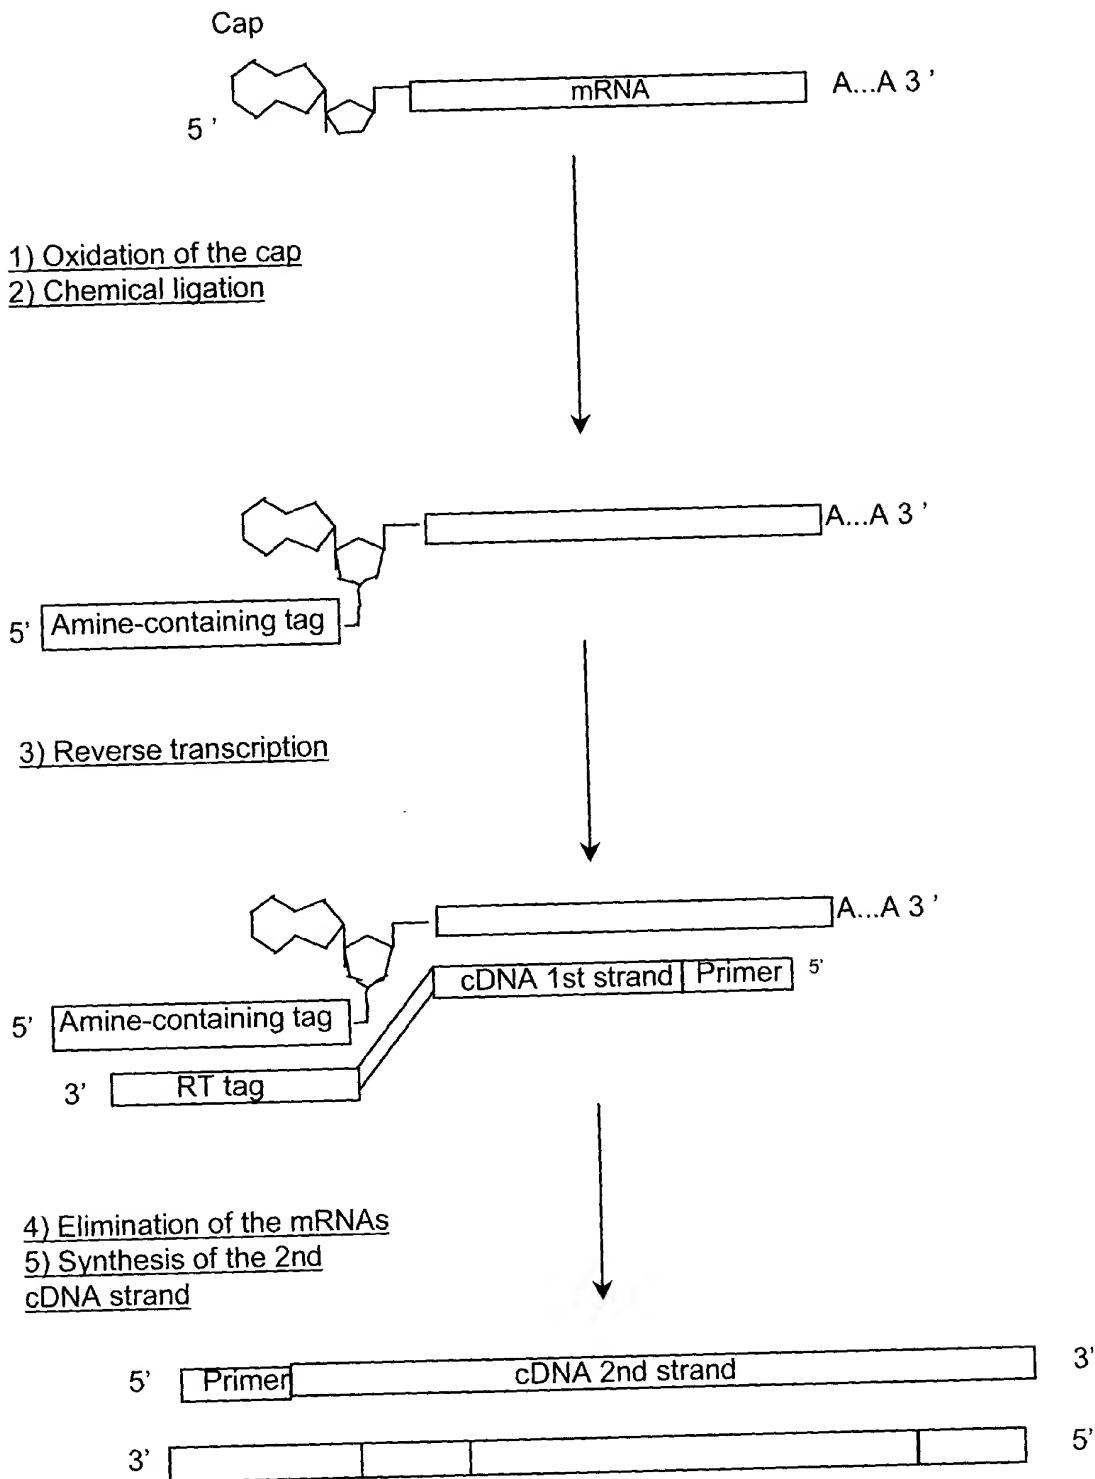 Cap
mRNA
A...A 3 '
5 '
1) Oxidation of the cap
2) Chemical ligation
A...A 3 '
5' Amine-containing tag
3) Reverse transcription
A...A 3 '
cDNA 1st strand Primer 5'
5' Amine-containing tag
3' RT tag
4) Elimination of the mRNAs
5) Synthesis of the 2nd
cDNA strand
5' Primer cDNA 2nd strand 3'
3' 5'